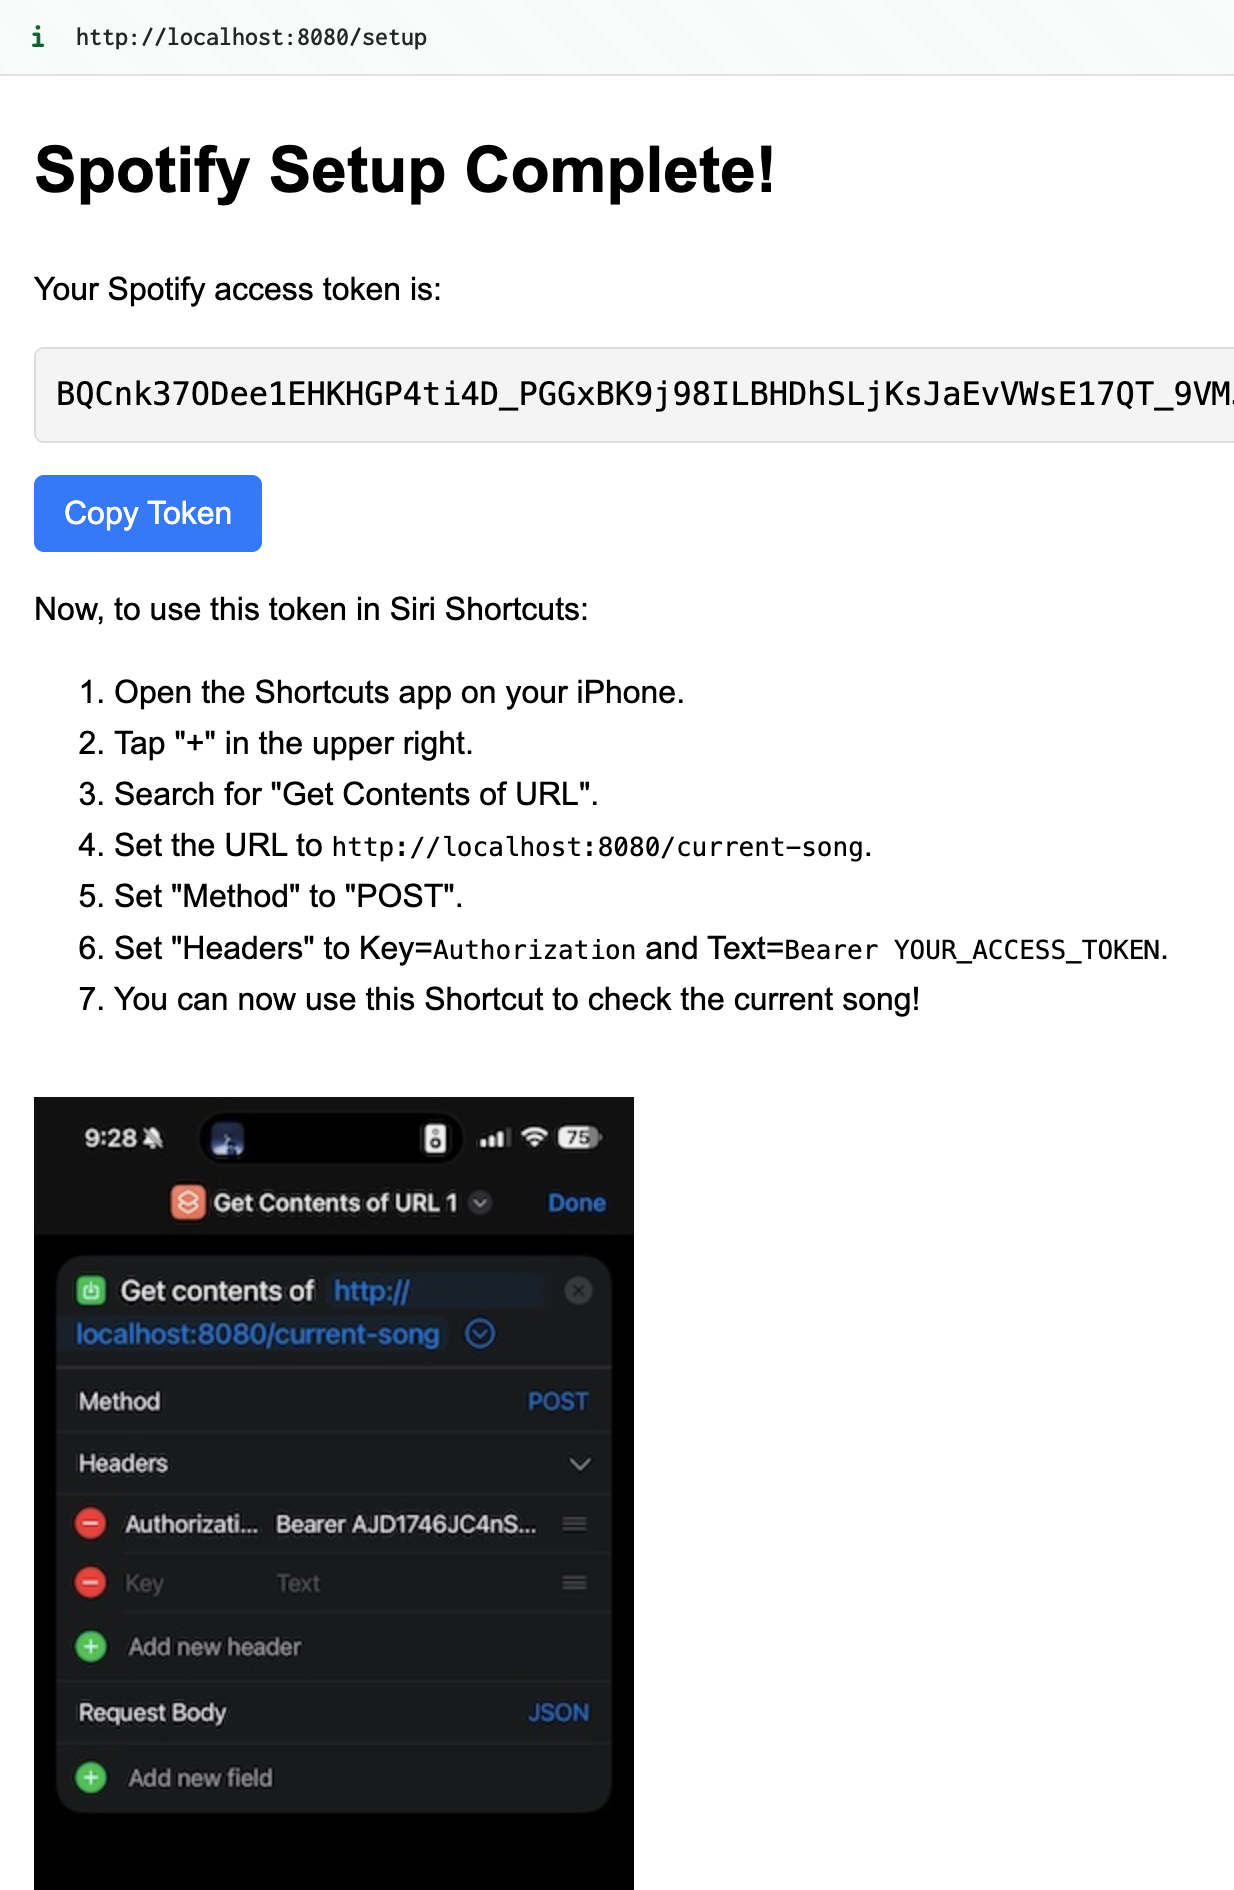 i http://localhost:8080/setup
Spotify Setup Complete!
Your Spotify access token is:
BQCnk37ODee1EHKHGP4ti4D_PGGxBK9j98ILBHDhSLjKsJaEvVWsE17QT_9VM
Copy Token
Now, to use this token in Siri Shortcuts:
1. Open the Shortcuts app on your iPhone.
2. Tap "+" in the upper right.
3. Search for "Get Contents of URL".
4. Set the URL to http://localhost:8080/current-song.
5. Set "Method" to "POST".
6. Set "Headers" to Key=Authorization and Text=Bearer YOUR_ACCESS_TOKEN.
7. You can now use this Shortcut to check the current song!
9:28 75
Get Contents of URL 1 Done
Get contents of http://
localhost:8080/current-song
Method POST
Headers
Authorizati... Bearer AJD1746JC4nS...
Key Text
Add new header
Request Body JSON
Add new field